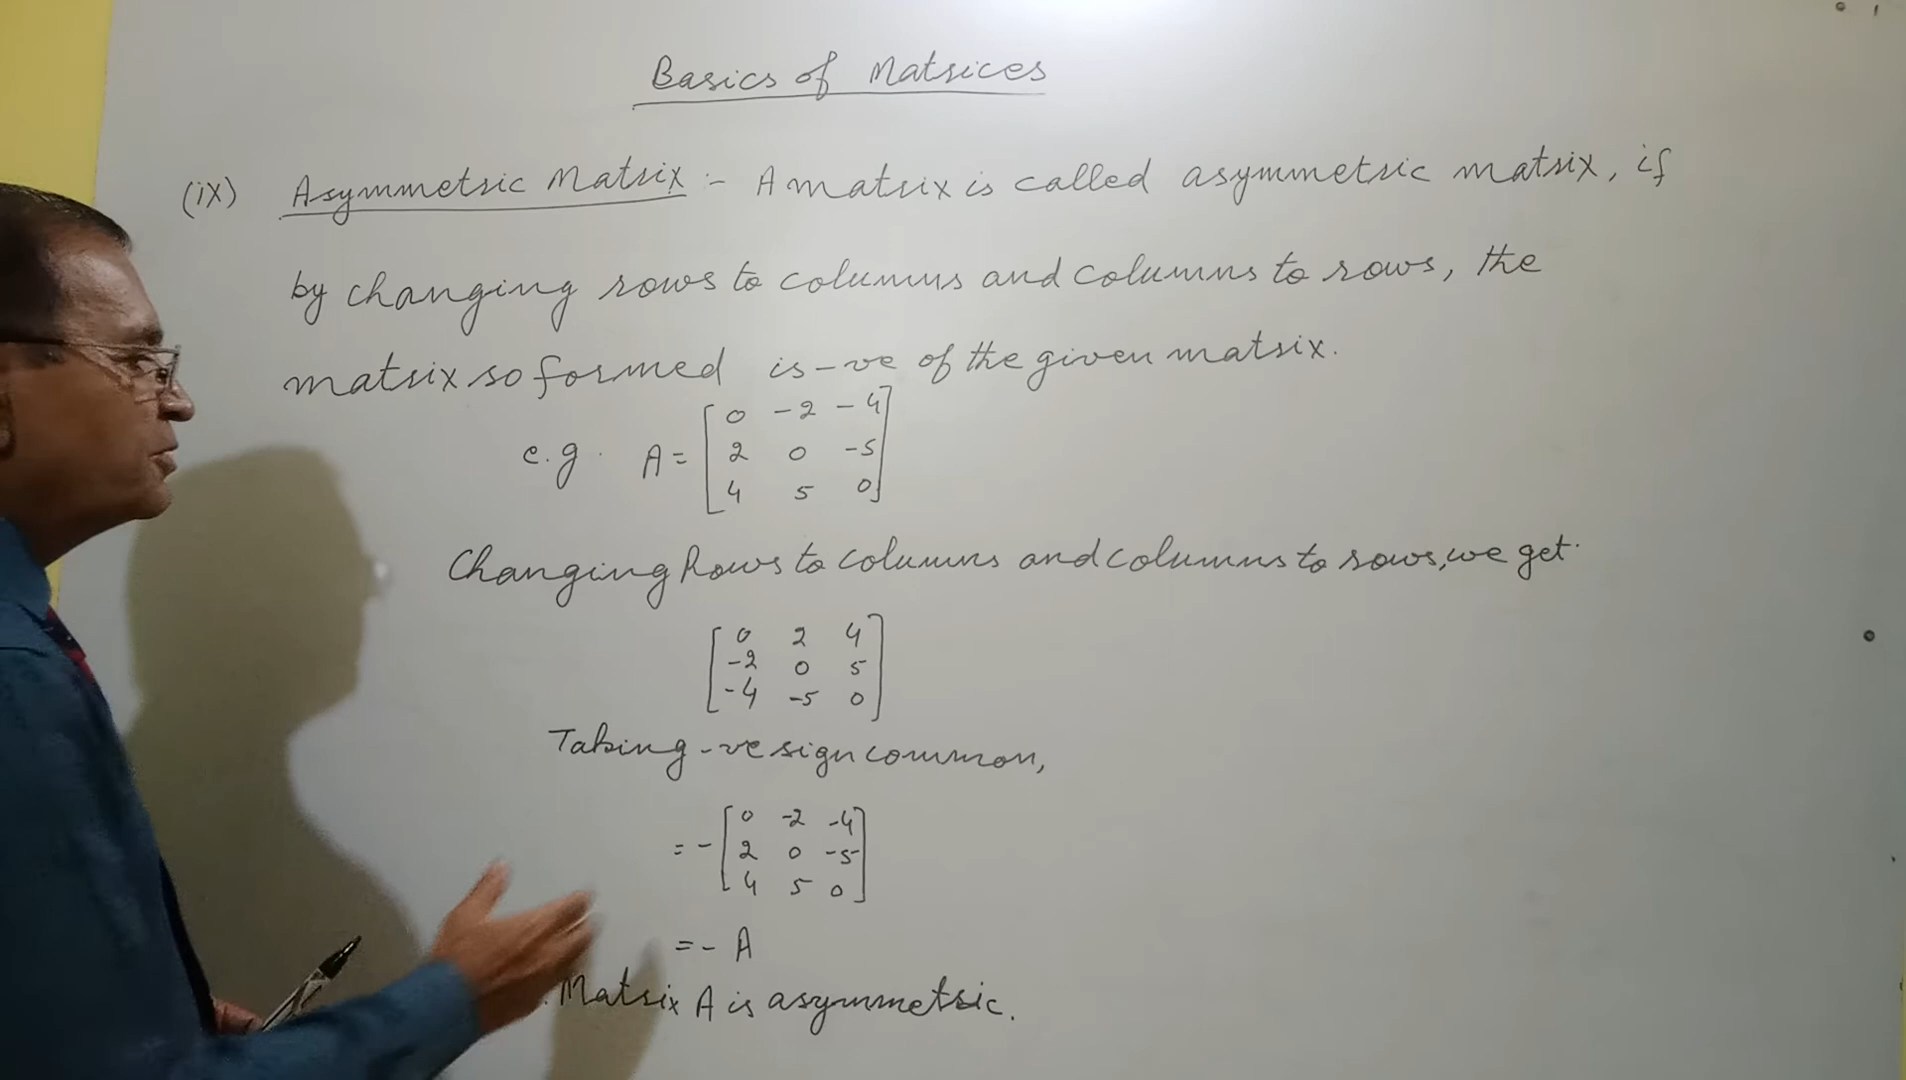 Basics of Matrices
(ix) Asymmetric Matrix :- A matrix is called asymmetric matrix, if
by changing rows to columns and columns to rows, the
matrix so formed is -ve of the given matrix.
e.g. A = [0 -2 -4
2 0 -5
4 5 0]
Changing Rows to columns and columns to rows, we get.
[0 2 4
-2 0 5
-4 -5 0]
Taking -ve sign common,
= - [0 -2 -4
2 0 -5
4 5 0]
= - A
Matrix A is asymmetric.